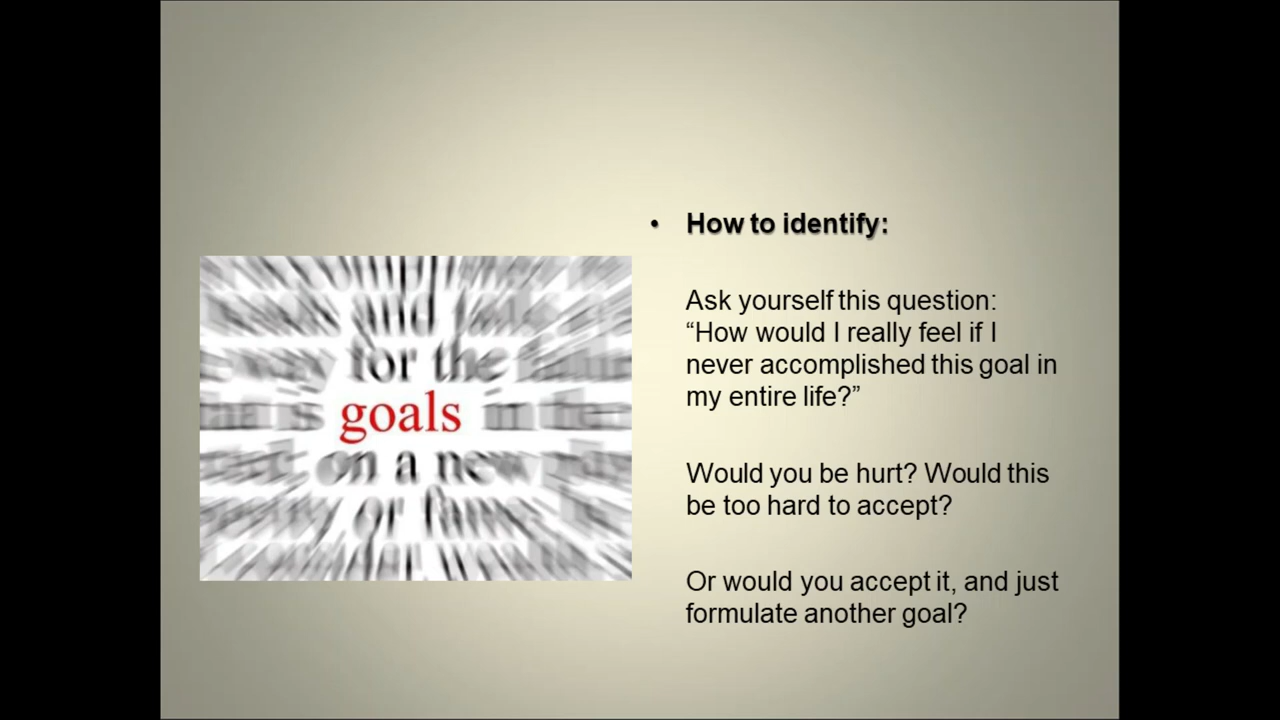 for the
goals in
on a new
or
• How to identify:
Ask yourself this question:
“How would I really feel if I
never accomplished this goal in
my entire life?”
Would you be hurt? Would this
be too hard to accept?
Or would you accept it, and just
formulate another goal?